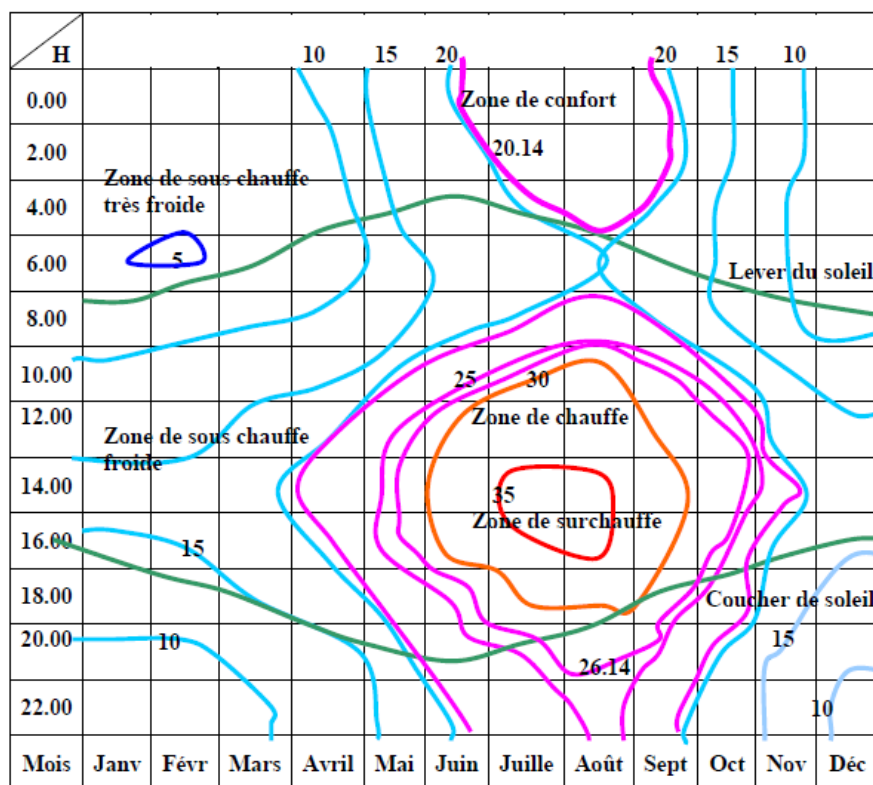 H
10 15 20 20 15 10
0.00
Zone de confort
2.00
20.14
Zone de sous chauffe
très froide
4.00
5
6.00
Lever du soleil
8.00
10.00
25
30
12.00
Zone de chauffe
Zone de sous chauffe
froide
14.00
35
Zone de surchauffe
16.00
15
18.00
Coucher de soleil
20.00
10
15
26.14
22.00
10
Mois Janv Févr Mars Avril Mai Juin Juille Août Sept Oct Nov Déc